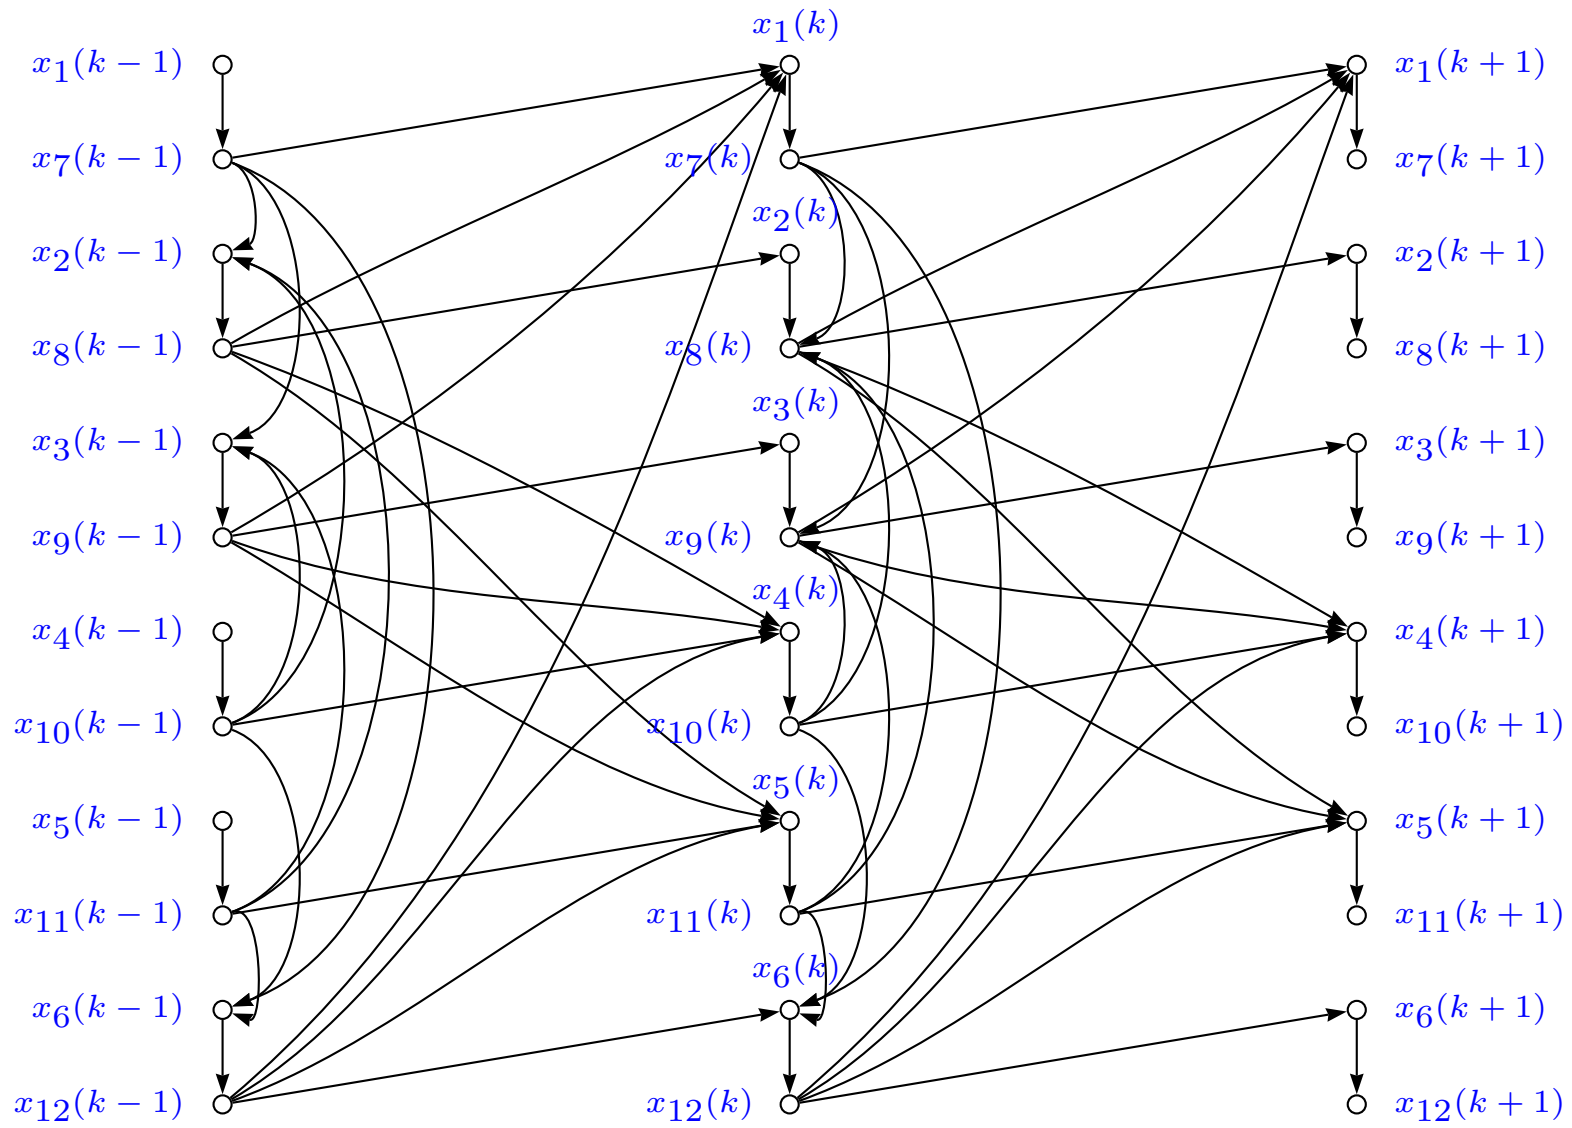 x₁(k − 1)
x₁(k)
x₁(k + 1)
x₇(k − 1)
x₇(k)
x₇(k + 1)
x₂(k − 1)
x₂(k)
x₂(k + 1)
x₈(k − 1)
x₈(k)
x₈(k + 1)
x₃(k − 1)
x₃(k)
x₃(k + 1)
x₉(k − 1)
x₉(k)
x₉(k + 1)
x₄(k − 1)
x₄(k)
x₄(k + 1)
x₁₀(k − 1)
x₁₀(k)
x₁₀(k + 1)
x₅(k − 1)
x₅(k)
x₅(k + 1)
x₁₁(k − 1)
x₁₁(k)
x₁₁(k + 1)
x₆(k − 1)
x₆(k)
x₆(k + 1)
x₁₂(k − 1)
x₁₂(k)
x₁₂(k + 1)